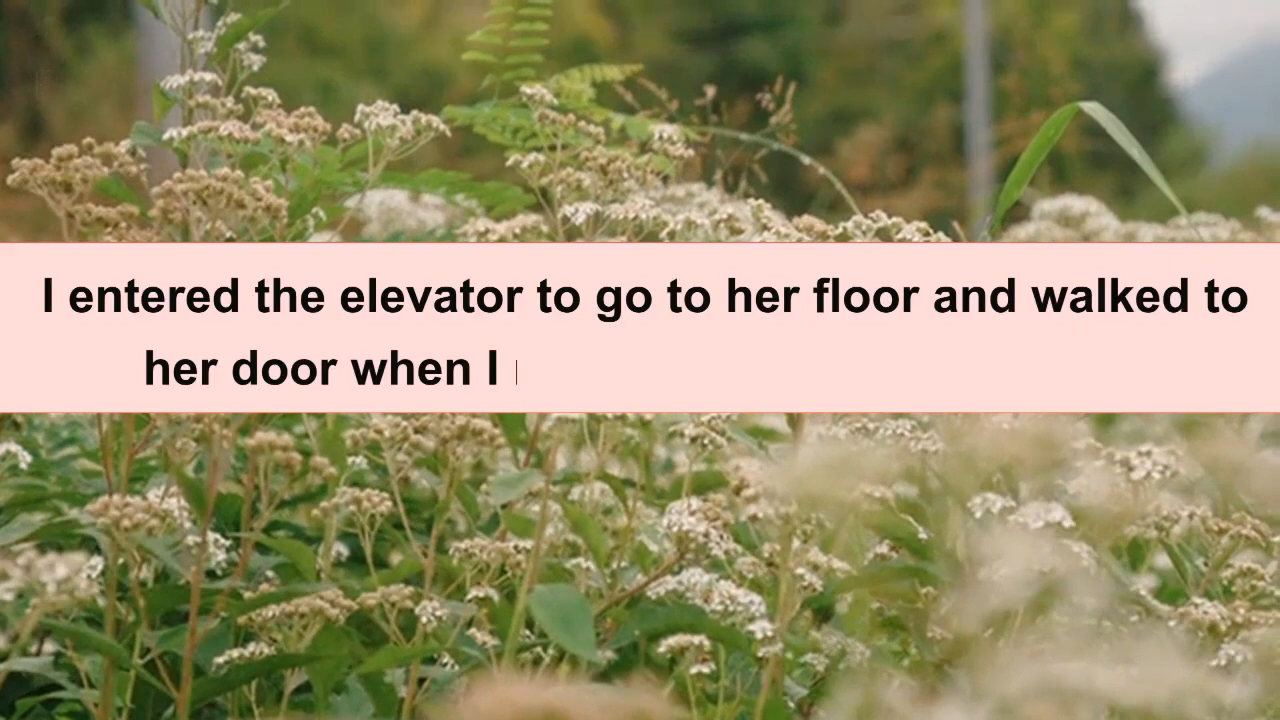 I entered the elevator to go to her floor and walked to
her door when I